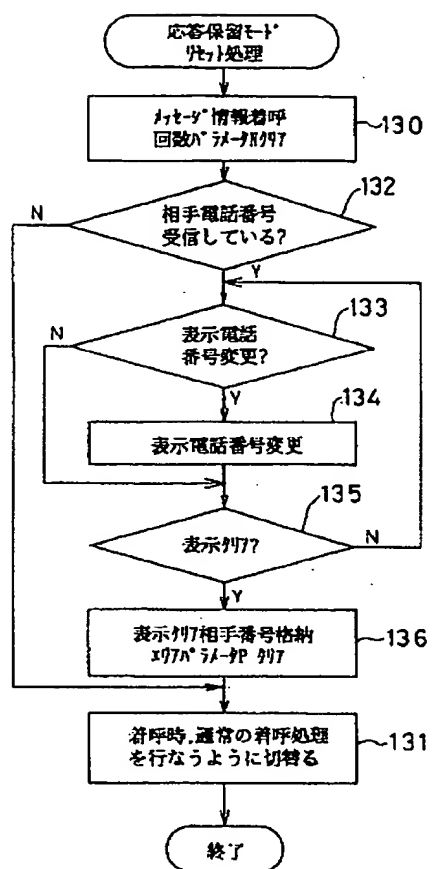 応答保留モード
リセット処理
メッセージ情報着呼
回数パラメータNクリア
130
132
N
相手電話番号
受信している?
Y
133
N
表示電話
番号変更?
Y
134
表示電話番号変更
135
表示クリア?
N
Y
表示クリア相手番号格納
エリアパラメータP クリア
136
着呼時,通常の着呼処理
を行なうように切替る
131
終了